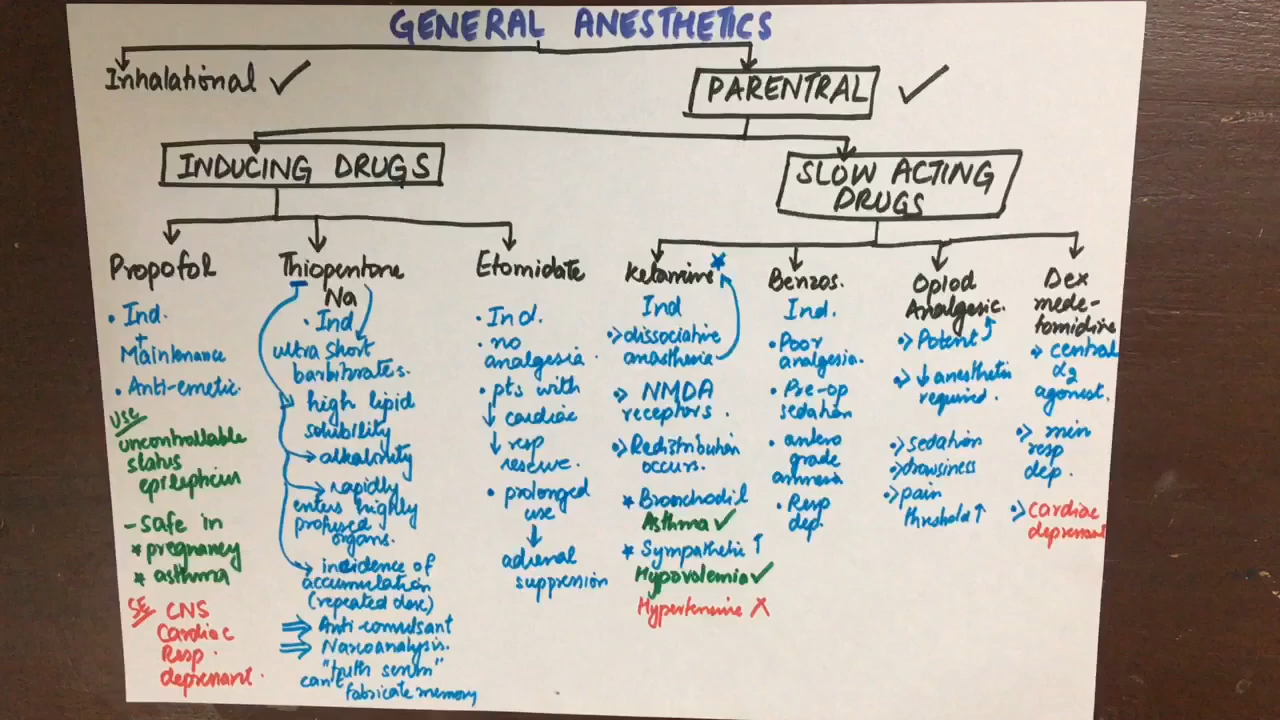 GENERAL ANESTHETICS
Inhalational ✓
PARENTRAL ✓
INDUCING DRUGS
SLOW ACTING
DRUGS
Propofol
• Ind.
+
Maintenance
• Anti-emetic.
Use
uncontrollable
status
epilepticus
- safe in
* pregnancy
* asthma
SE
CNS
Cardiac
Resp.
depressant.
Thiopentone
Na
• Ind
ultra short
barbitrates.
high lipid
solubility
alkalinity
rapidly
enters highly
profused
organs.
incidence of
accumulation
(repeated dose)
⇒ Anti convulsant
⇒ Narcoanalysis.
"truth serum"
can't
fabricate memory
Etomidate
• Ind.
• no
analgesia.
• pts with
↓ cardiac
↓ resp
reserve.
• prolonged
use
↓
adrenal
suppression
Ketamine *
Ind
dissociative
anasthesia
NMDA
receptors.
Redistribution
occurs.
* Bronchodil
Asthma ✓
* Sympathetic ↑
Hypovolemia ✓
Hypertensive X
Benzos.
Ind.
• Poor
analgesia.
• Pre-op
sedation
• antero
grade
amnesia
• Resp
dep.
Opiod
Analgesic.
Potent ↑
↓ anesthetic
required.
sedation
drowsiness
pain
threshold ↑
Dex
mede-
tomidine
central
α2
agonist.
min
resp
dep.
cardiac
depressant